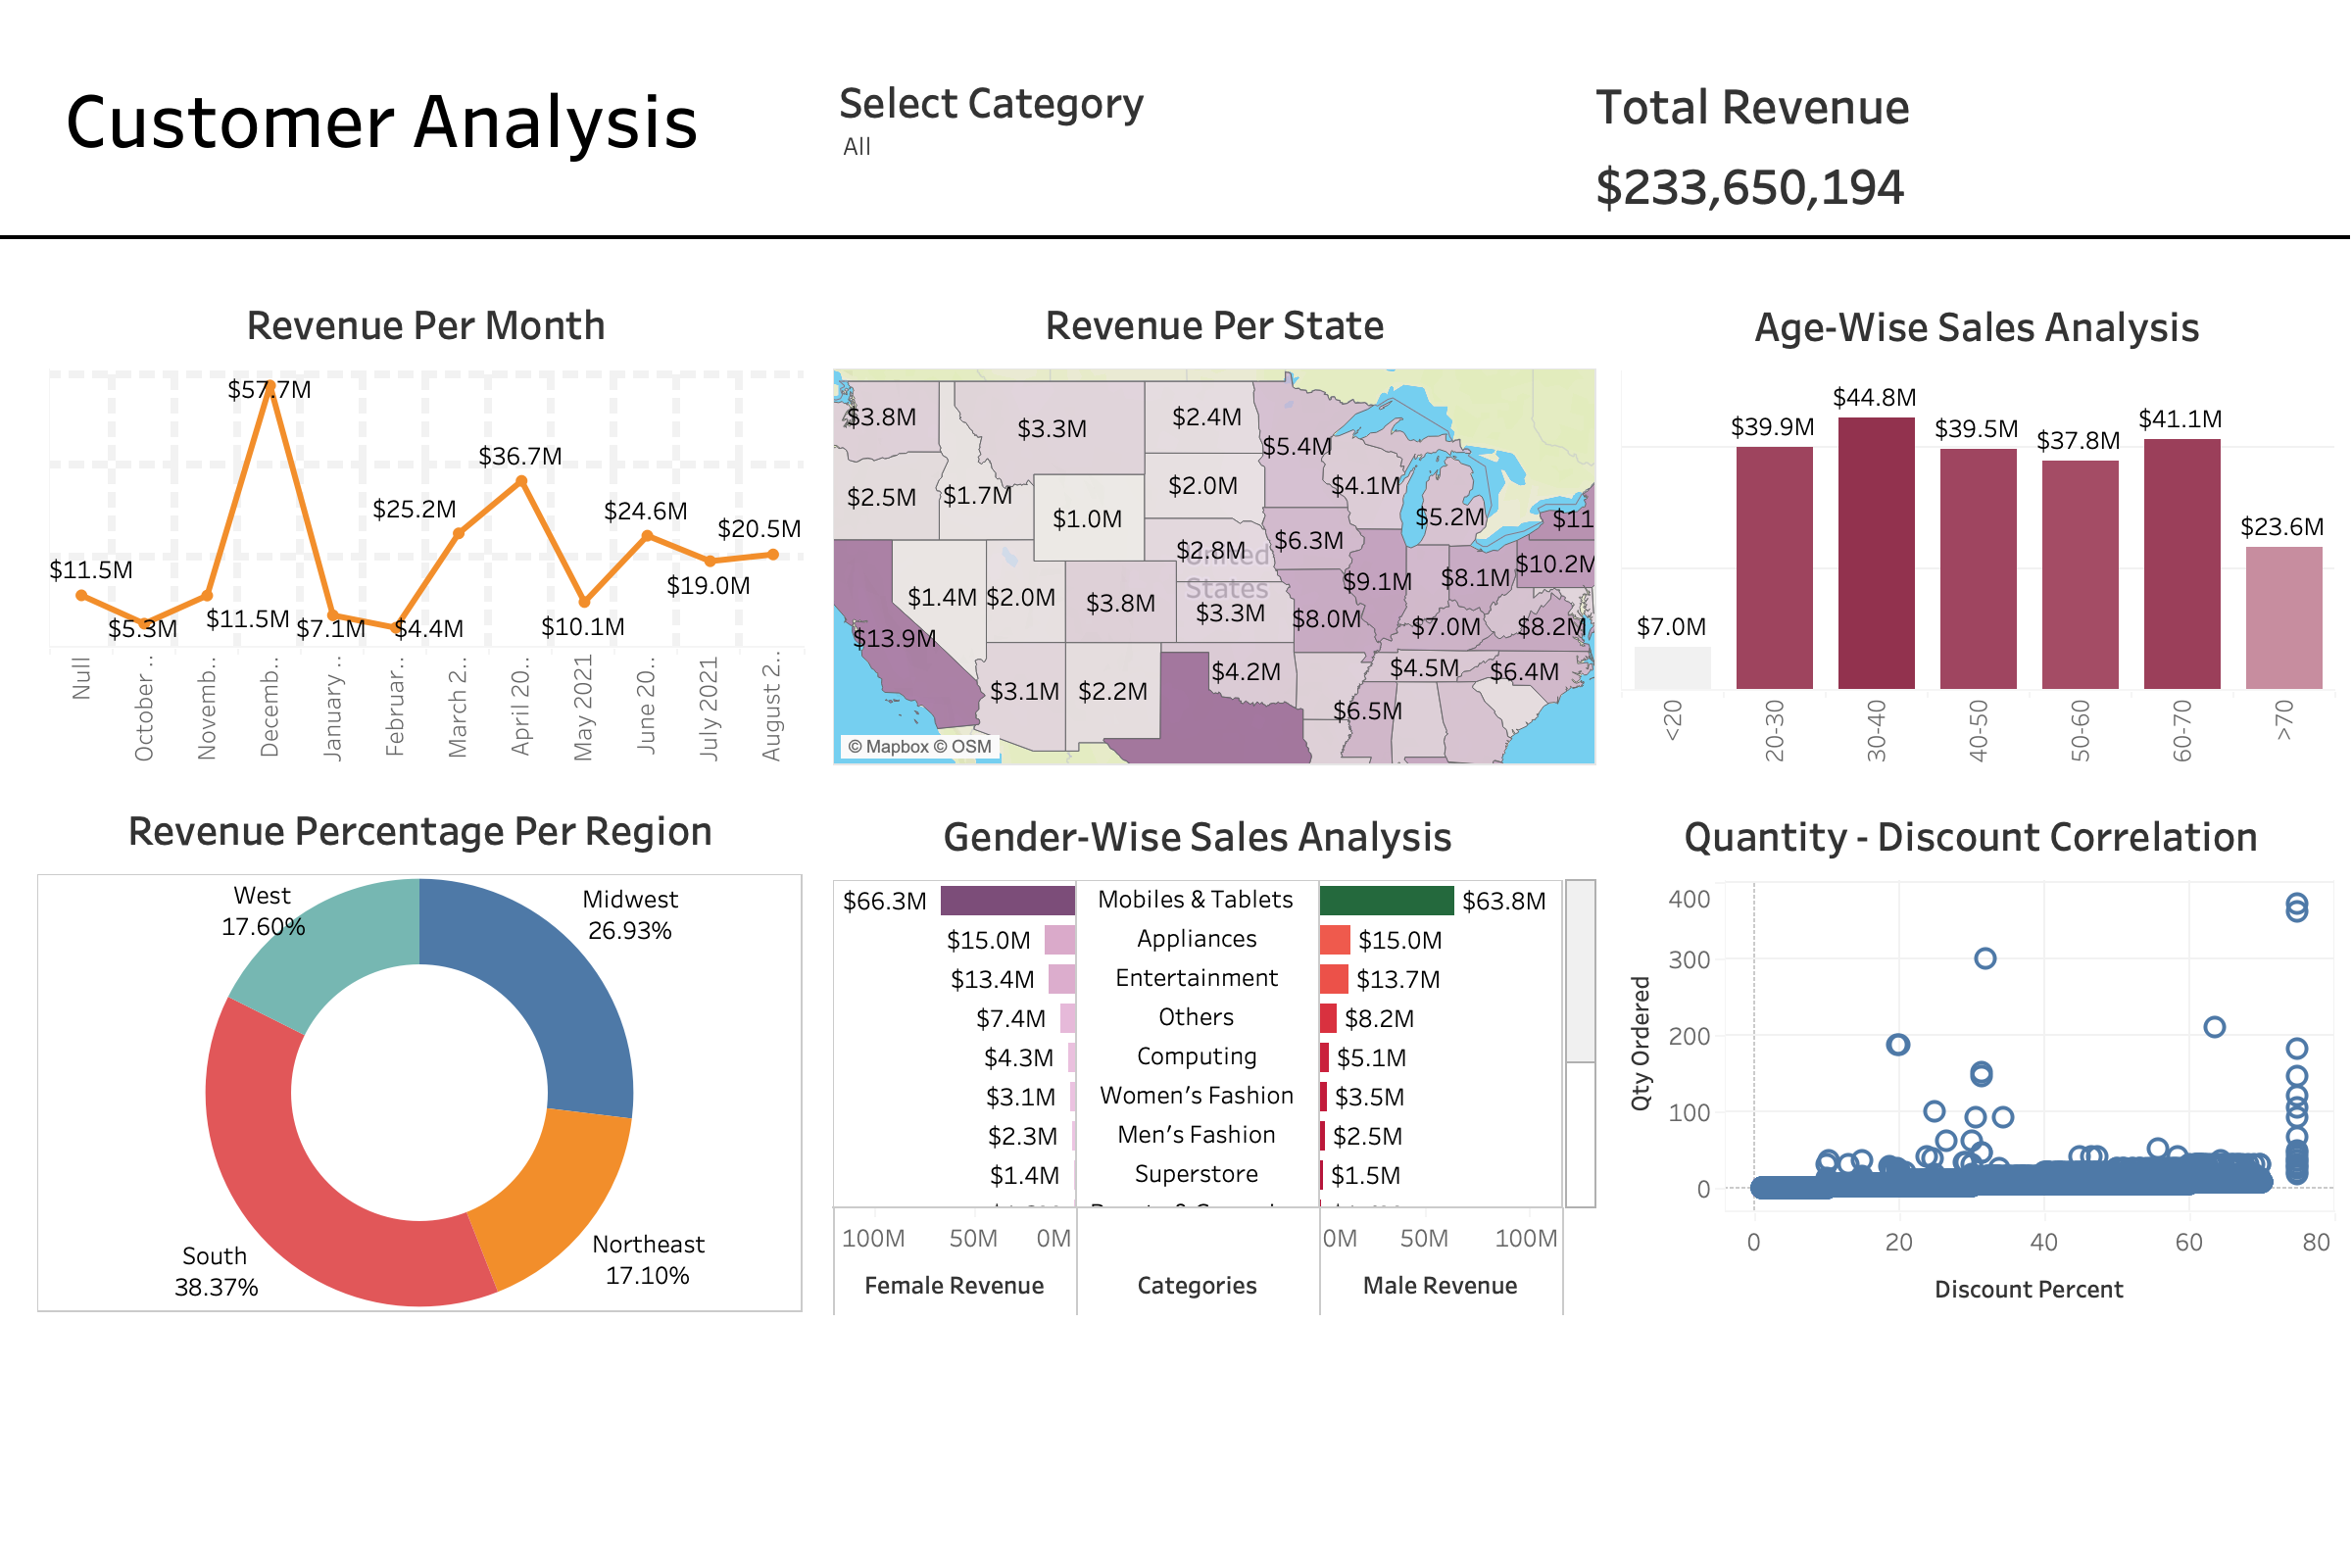 Customer Analysis
Select Category
All
Total Revenue
$233,650,194
Revenue Per Month
$57.7M
$36.7M
$25.2M
$24.6M
$20.5M
$11.5M
$19.0M
$5.3M
$11.5M
$7.1M
$4.4M
$10.1M
Null
October ..
Novemb..
Decemb..
January ..
Februar..
March 2..
April 20..
May 2021
June 20..
July 2021
August 2..
Revenue Per State
$3.8M
$3.3M
$2.4M
$5.4M
$2.5M
$1.7M
$2.0M
$4.1M
$1.0M
$5.2M
$11
$2.8M
$6.3M
United
States
$10.2M
$9.1M
$8.1M
$1.4M
$2.0M
$3.8M
$3.3M
$8.0M
$7.0M
$8.2M
$13.9M
$4.2M
$4.5M
$6.4M
$3.1M
$2.2M
$6.5M
© Mapbox © OSM
Age-Wise Sales Analysis
$7.0M
$39.9M
$44.8M
$39.5M
$37.8M
$41.1M
$23.6M
<20
20-30
30-40
40-50
50-60
60-70
>70
Revenue Percentage Per Region
West
17.60%
Midwest
26.93%
South
38.37%
Northeast
17.10%
Gender-Wise Sales Analysis
$66.3M Mobiles & Tablets $63.8M
$15.0M Appliances $15.0M
$13.4M Entertainment $13.7M
$7.4M Others $8.2M
$4.3M Computing $5.1M
$3.1M Women's Fashion $3.5M
$2.3M Men's Fashion $2.5M
$1.4M Superstore $1.5M
100M 50M 0M 0M 50M 100M
Female Revenue Categories Male Revenue
Quantity - Discount Correlation
Qty Ordered
400
300
200
100
0
0 20 40 60 80
Discount Percent